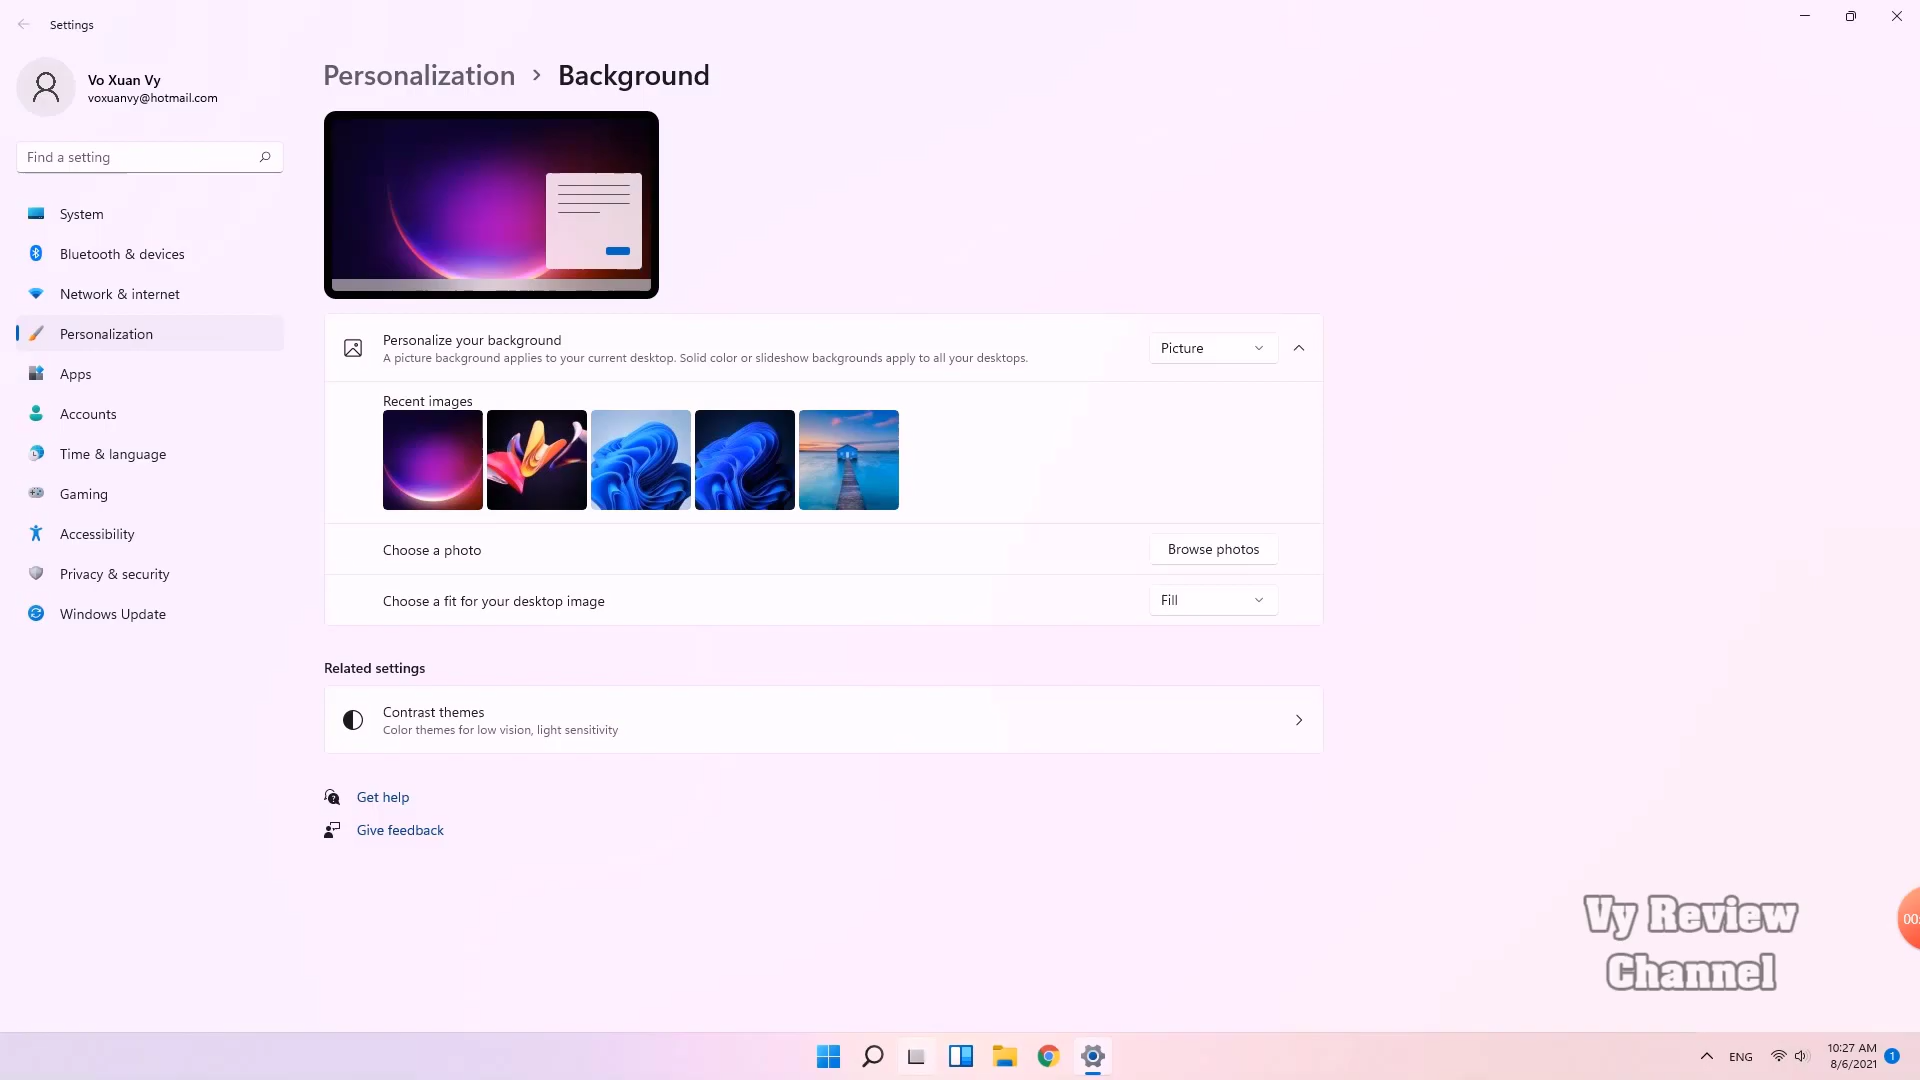 Settings
Vo Xuan Vy
voxuanvy@hotmail.com
Find a setting
System
Bluetooth & devices
Network & internet
Personalization
Apps
Accounts
Time & language
Gaming
Accessibility
Privacy & security
Windows Update
Personalization > Background
Personalize your background
A picture background applies to your current desktop. Solid color or slideshow backgrounds apply to all your desktops.
Picture
Recent images
Choose a photo
Browse photos
Choose a fit for your desktop image
Fill
Related settings
Contrast themes
Color themes for low vision, light sensitivity
Get help
Give feedback
Vy Review
Channel
00:
ENG
10:27 AM
8/6/2021
1